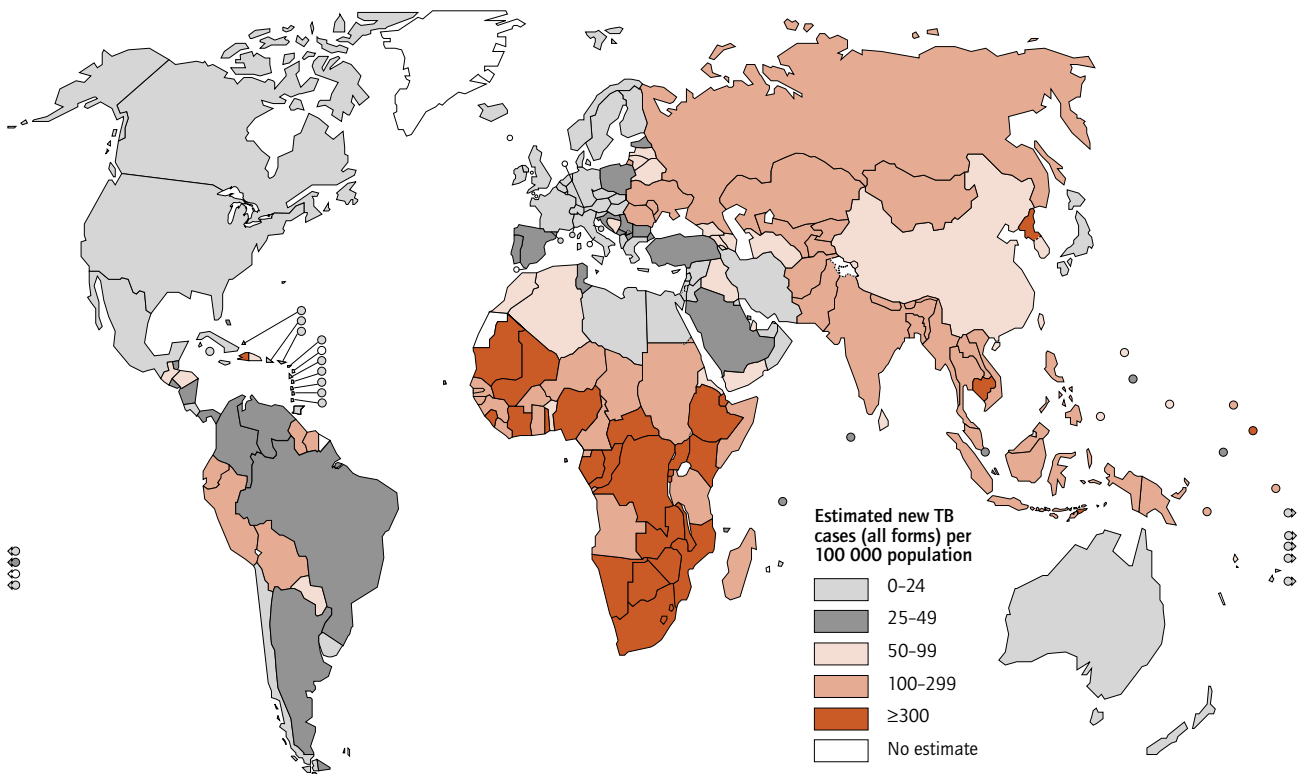 Estimated new TB
cases (all forms) per
100 000 population
0–24
25–49
50–99
100–299
≥300
No estimate